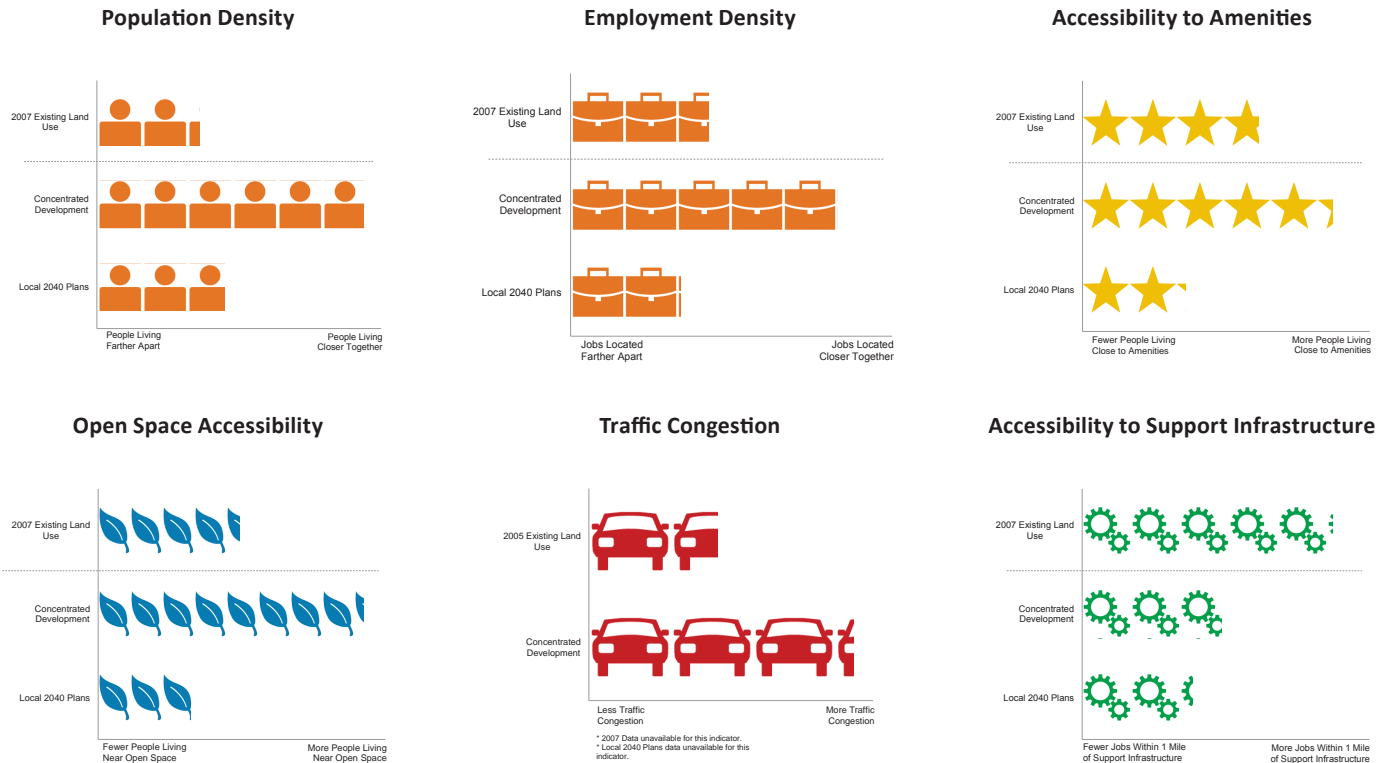 Population Density
2007 Existing Land
Use
Concentrated
Development
Local 2040 Plans
People Living
Farther Apart
People Living
Closer Together
Employment Density
2007 Existing Land
Use
Concentrated
Development
Local 2040 Plans
Jobs Located
Farther Apart
Jobs Located
Closer Together
Accessibility to Amenities
2007 Existing Land
Use
Concentrated
Development
Local 2040 Plans
Fewer People Living
Close to Amenities
More People Living
Close to Amenities
Open Space Accessibility
2007 Existing Land
Use
Concentrated
Development
Local 2040 Plans
Fewer People Living
Near Open Space
More People Living
Near Open Space
Traffic Congestion
2005 Existing Land
Use
Concentrated
Development
Less Traffic
Congestion
More Traffic
Congestion
* 2007 Data unavailable for this indicator.
* Local 2040 Plans data unavailable for this
indicator.
Accessibility to Support Infrastructure
2007 Existing Land
Use
Concentrated
Development
Local 2040 Plans
Fewer Jobs Within 1 Mile
of Support Infrastructure
More Jobs Within 1 Mile
of Support Infrastructure